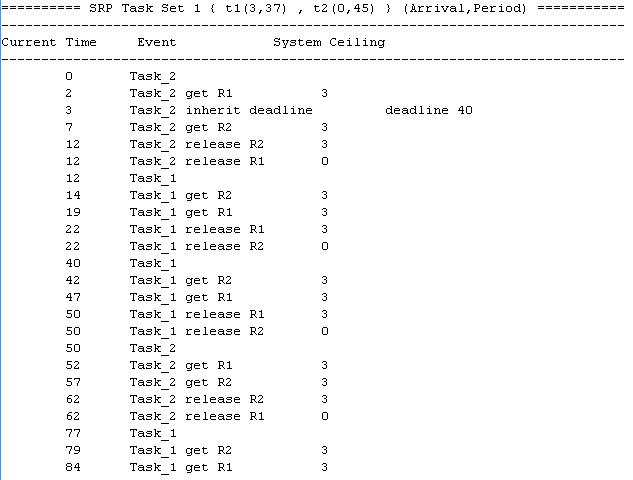 ========== SRP Task Set 1 { t1(3,37) , t2(0,45) } (Arrival,Period) ===========
Current Time Event System Ceiling
0 Task_2
2 Task_2 get R1 3
3 Task_2 inherit deadline deadline 40
7 Task_2 get R2 3
12 Task_2 release R2 3
12 Task_2 release R1 0
12 Task_1
14 Task_1 get R2 3
19 Task_1 get R1 3
22 Task_1 release R1 3
22 Task_1 release R2 0
40 Task_1
42 Task_1 get R2 3
47 Task_1 get R1 3
50 Task_1 release R1 3
50 Task_1 release R2 0
50 Task_2
52 Task_2 get R1 3
57 Task_2 get R2 3
62 Task_2 release R2 3
62 Task_2 release R1 0
77 Task_1
79 Task_1 get R2 3
84 Task_1 get R1 3